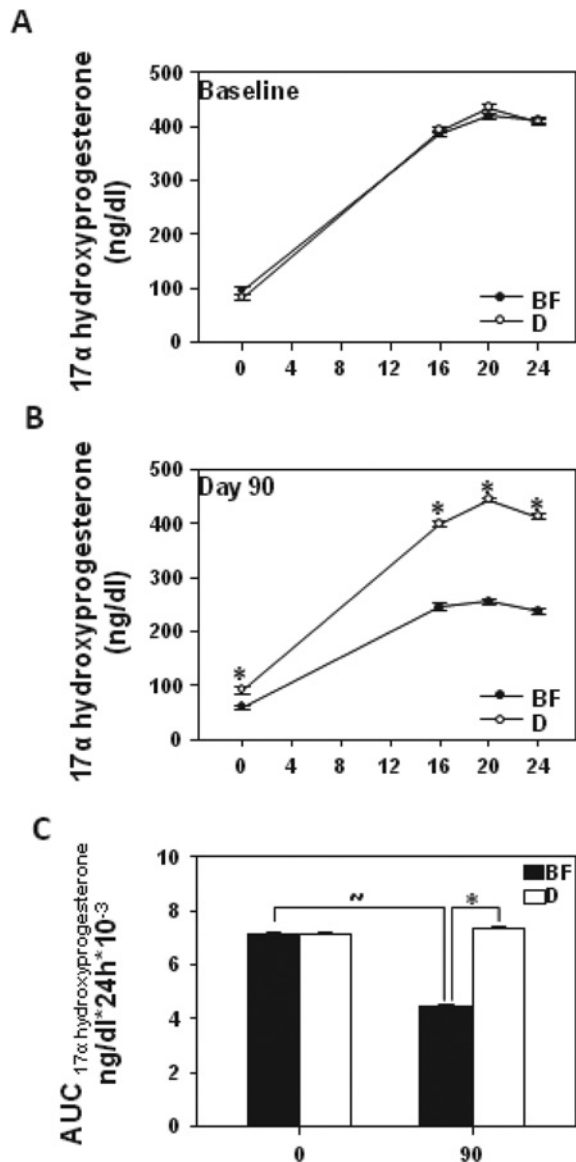 A
17α hydroxyprogesterone
(ng/dl)
500
400
300
200
100
0
Baseline
BF
D
0 4 8 12 16 20 24
B
17α hydroxyprogesterone
(ng/dl)
500
400
300
200
100
0
Day 90
*
*
*
*
BF
D
0 4 8 12 16 20 24
C
AUC 17α hydroxyprogesterone
ng/dl*24h*10-3
10
8
6
4
2
0
BF
D
~
*
0 90